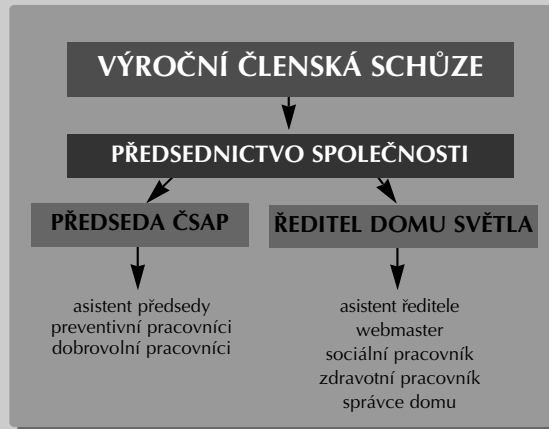 VÝROČNÍ ČLENSKÁ SCHŮZE
PŘEDSEDNICTVO SPOLEČNOSTI
PŘEDSEDA ČSAP
asistent předsedy
preventivní pracovníci
dobrovolní pracovníci
ŘEDITEL DOMU SVĚTLA
asistent ředitele
webmaster
sociální pracovník
zdravotní pracovník
správce domu